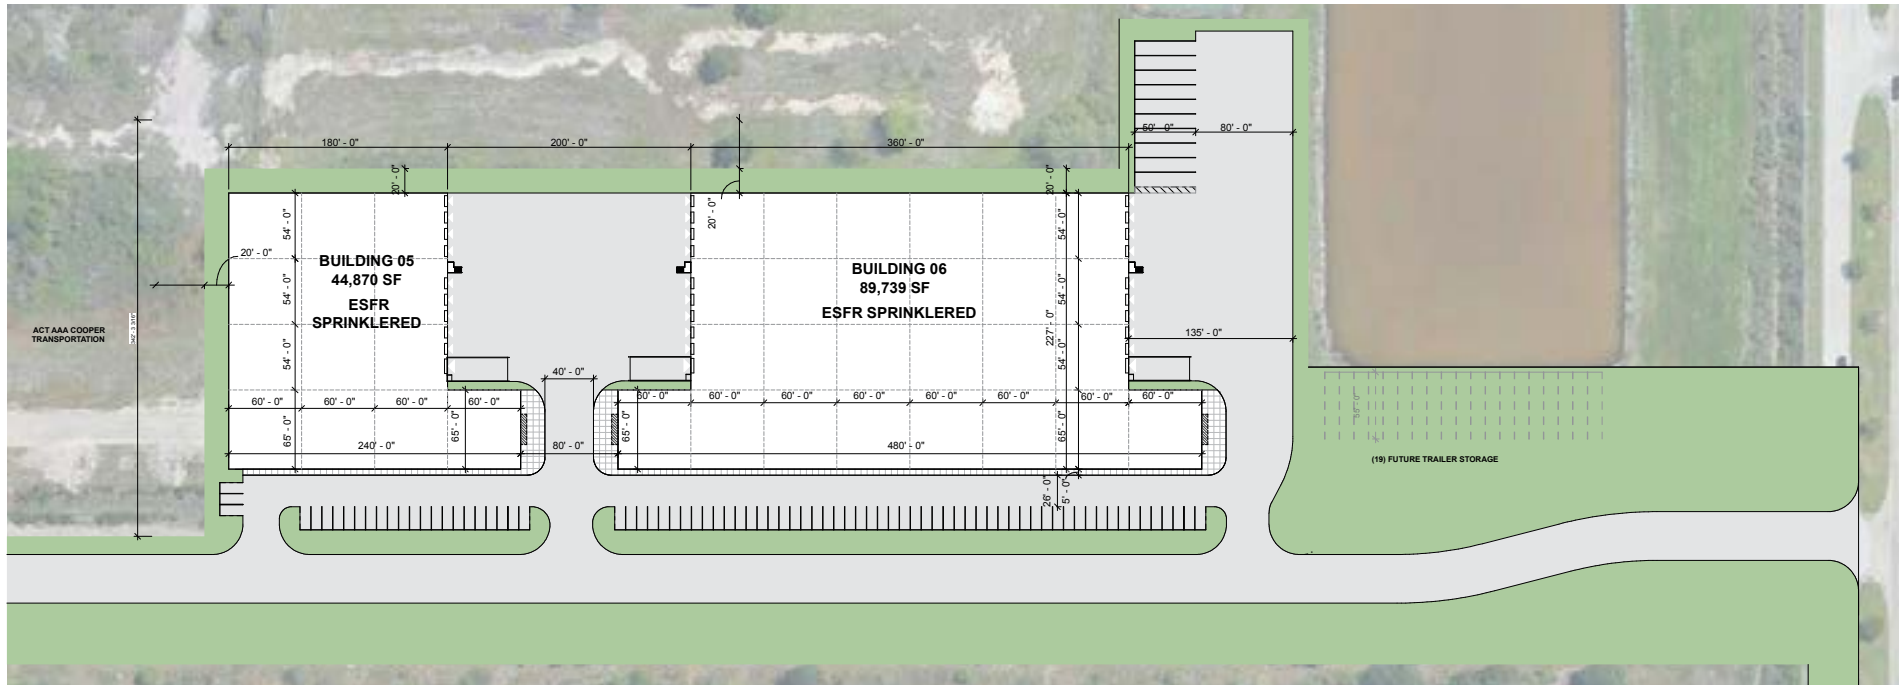 180' - 0"
200' - 0"
360' - 0"
60' - 0"
80' - 0"
20' - 0"
20' - 0"
20' - 0"
54' - 0"
54' - 0"
20' - 0"
BUILDING 05
44,870 SF
ESFR
SPRINKLERED
BUILDING 06
89,739 SF
ESFR SPRINKLERED
54' - 0"
54' - 0"
ACT AAA COOPER
TRANSPORTATION
342' - 3 3/16"
227' - 0"
135' - 0"
54' - 0"
54' - 0"
40' - 0"
60' - 0"
60' - 0"
60' - 0"
60' - 0"
60' - 0"
60' - 0"
60' - 0"
60' - 0"
60' - 0"
60' - 0"
60' - 0"
60' - 0"
65' - 0"
65' - 0"
65' - 0"
65' - 0"
240' - 0"
80' - 0"
480' - 0"
(19) FUTURE TRAILER STORAGE
26' - 0"
5' - 0"